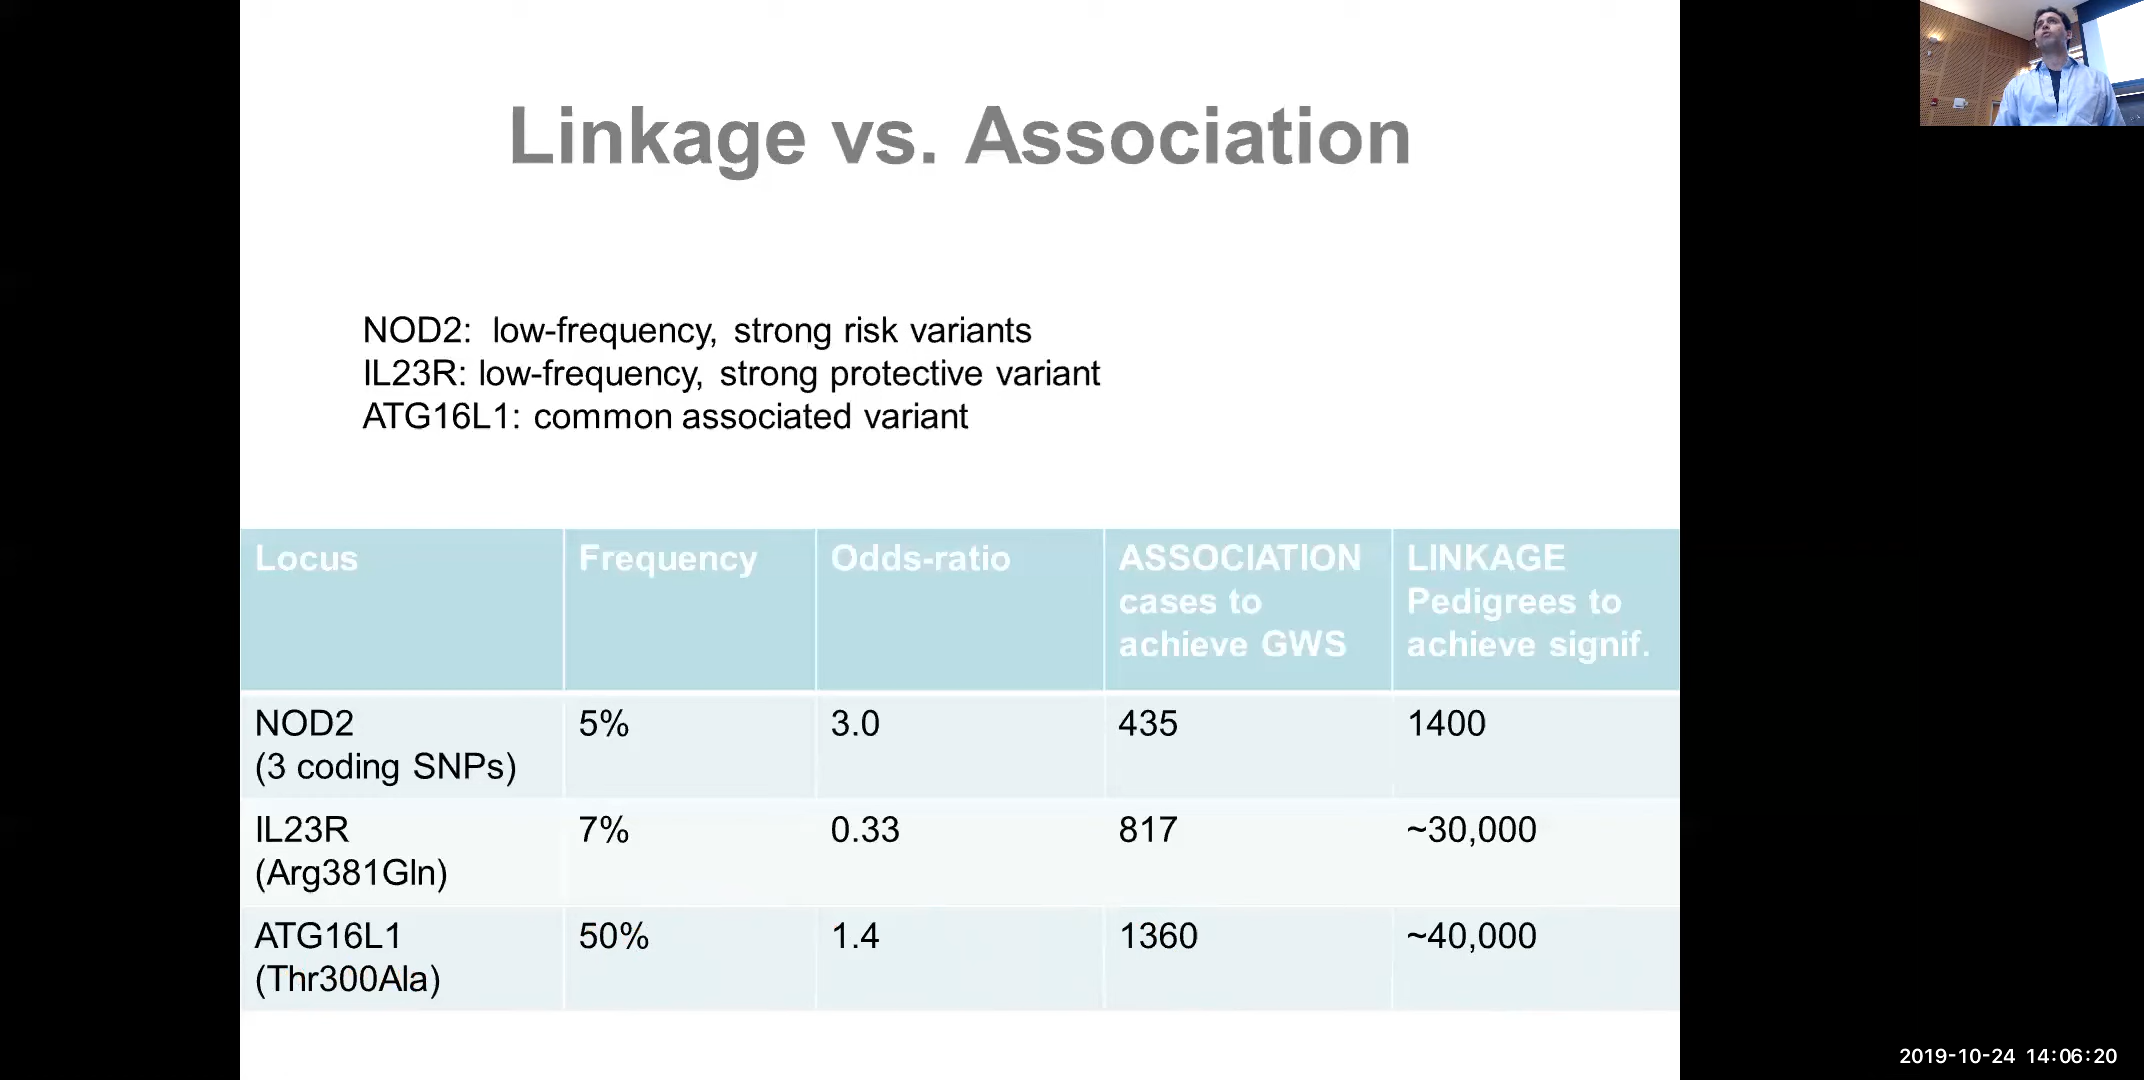 Linkage vs. Association
NOD2:  low-frequency, strong risk variants
IL23R: low-frequency, strong protective variant
ATG16L1: common associated variant
Locus
Frequency
Odds-ratio
ASSOCIATION
cases to
achieve GWS
LINKAGE
Pedigrees to
achieve signif.
NOD2
(3 coding SNPs)
5%
3.0
435
1400
IL23R
(Arg381Gln)
7%
0.33
817
~30,000
ATG16L1
(Thr300Ala)
50%
1.4
1360
~40,000
2019-10-24 14:06:20